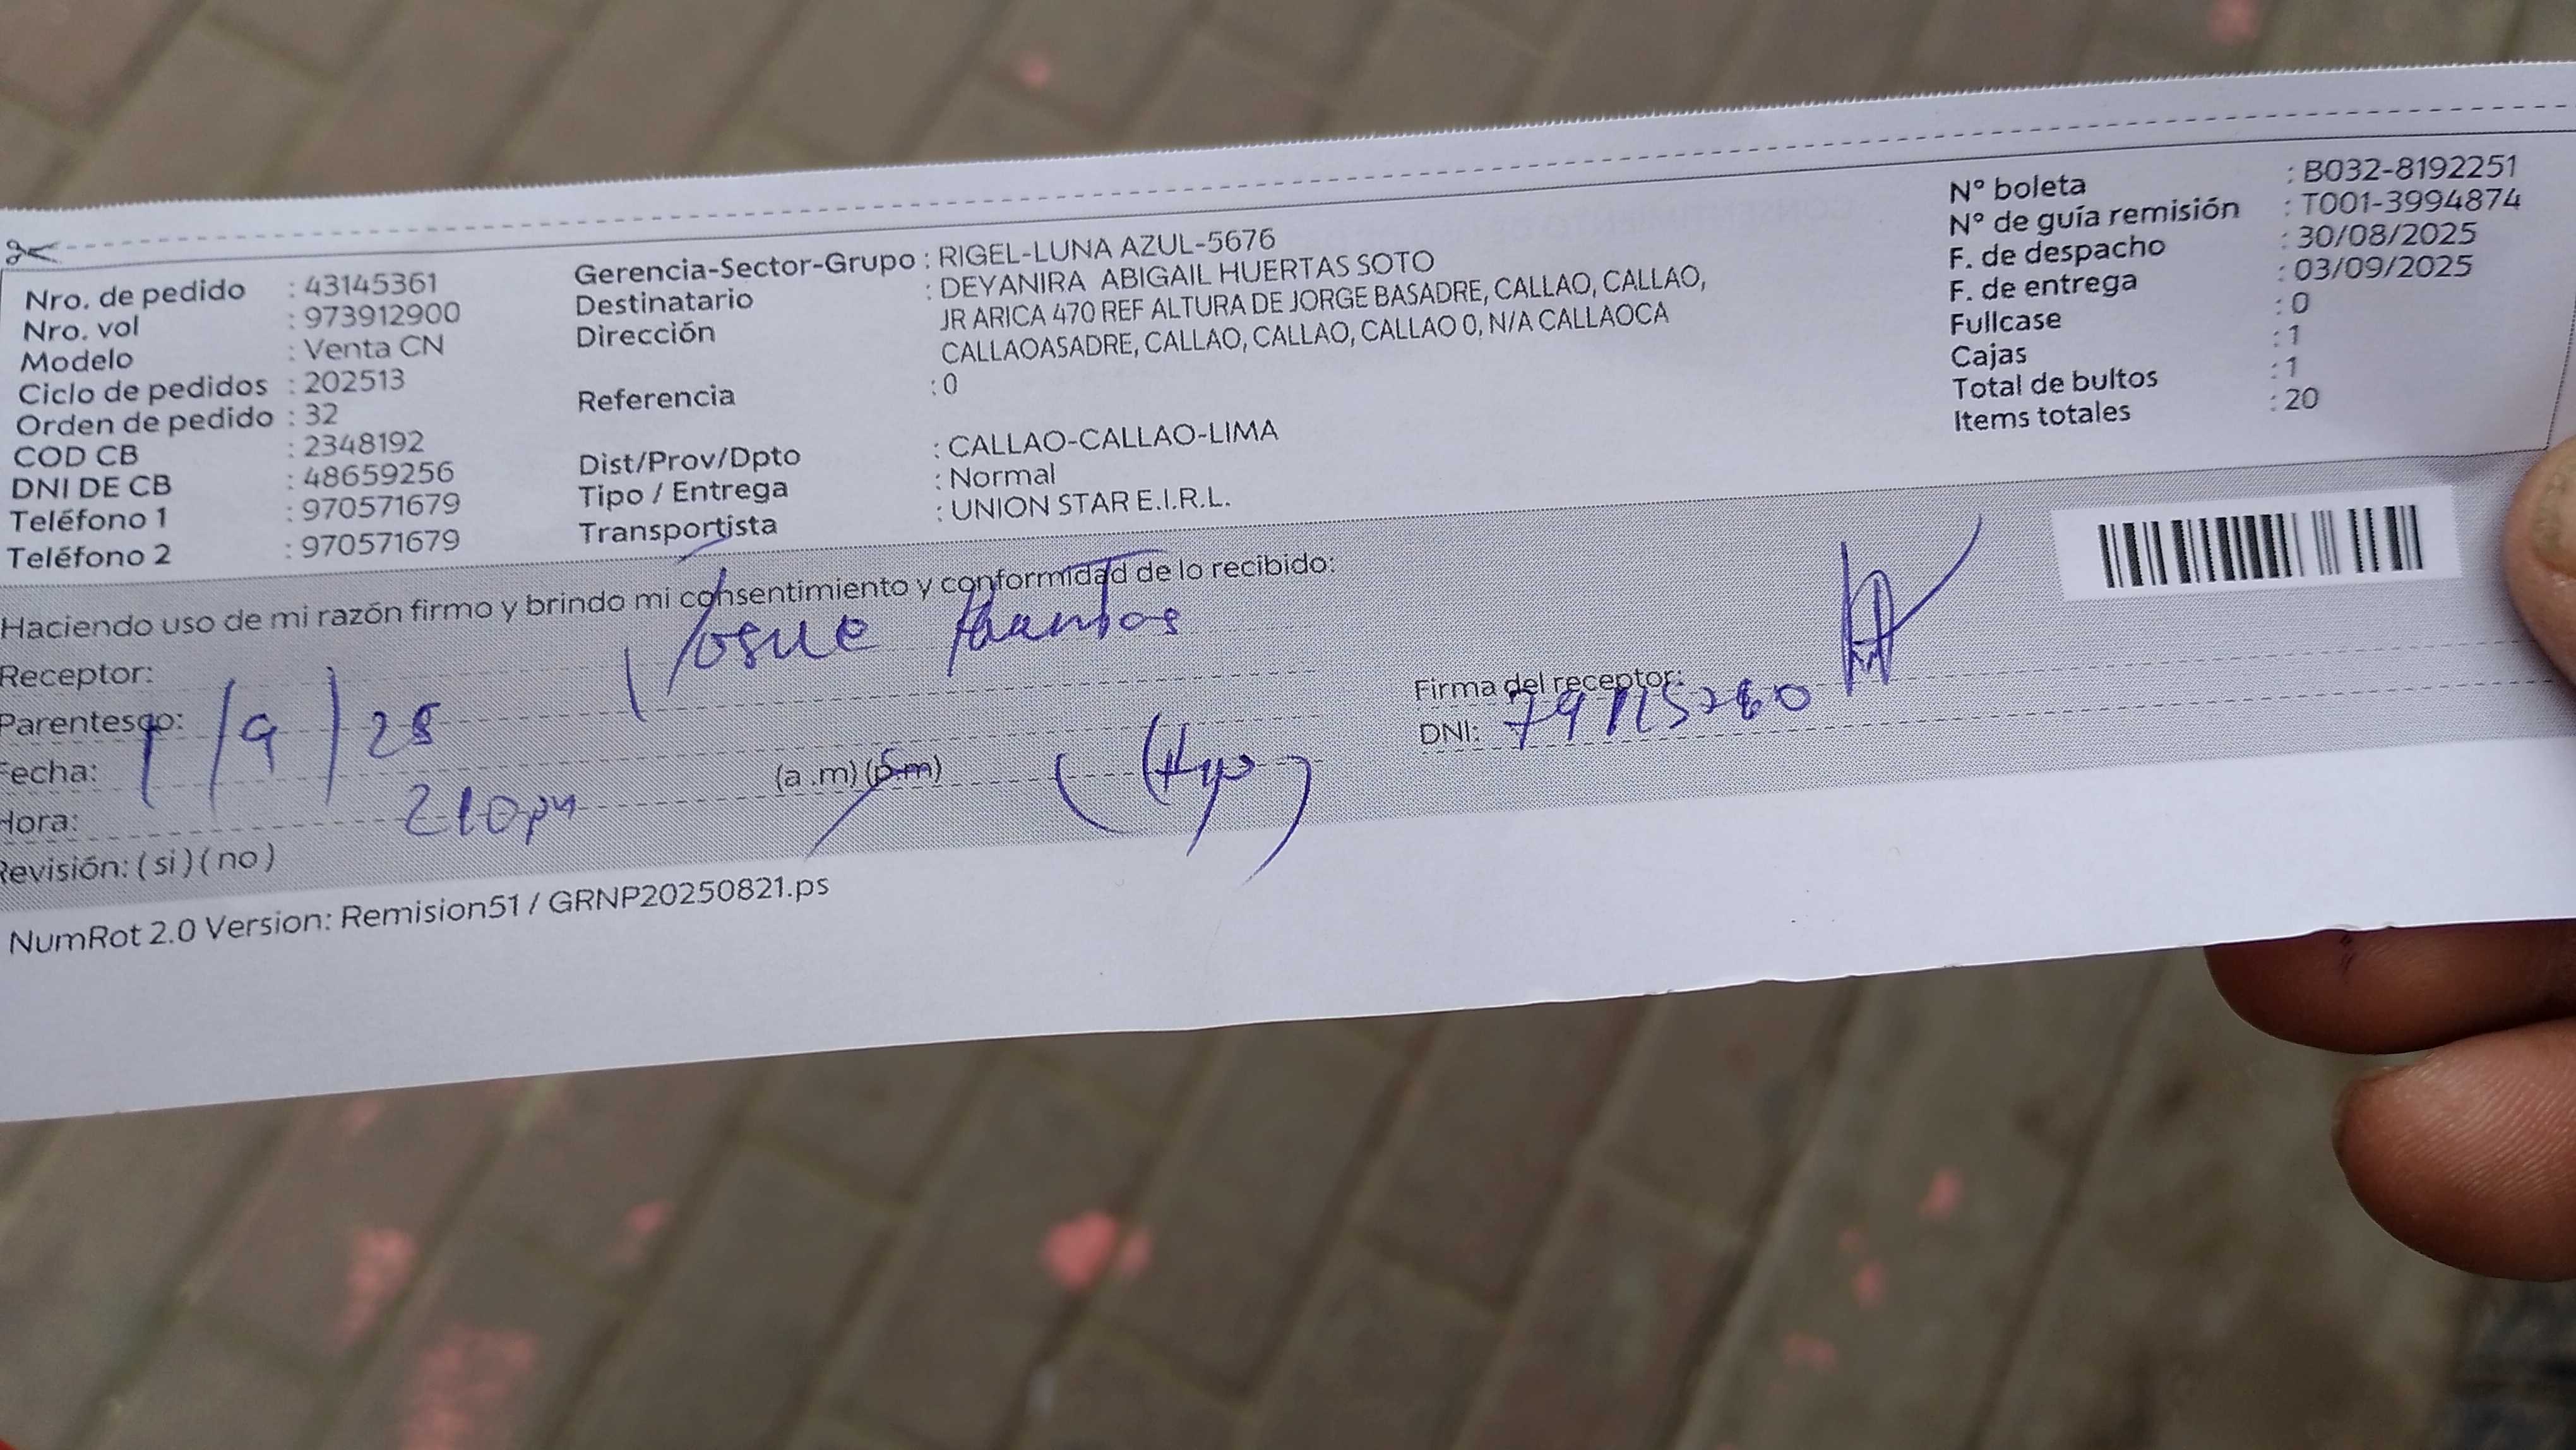 Nro. de pedido : 43145361
Nro. vol : 973912900
Modelo : Venta CN
Ciclo de pedidos : 202513
Orden de pedido : 32
COD CB : 2348192
DNI DE CB : 48659256
Teléfono 1 : 970571679
Teléfono 2 : 970571679
Gerencia-Sector-Grupo : RIGEL-LUNA AZUL-5676
Destinatario : DEYANIRA ABIGAIL HUERTAS SOTO
Dirección JR ARICA 470 REF ALTURA DE JORGE BASADRE, CALLAO, CALLAO,
CALLAOASADRE, CALLAO, CALLAO, CALLAO 0, N/A CALLAOCA
Referencia : 0
Dist/Prov/Dpto : CALLAO-CALLAO-LIMA
Tipo / Entrega : Normal
Transportista : UNION STAR E.I.R.L.
N° boleta : B032-8192251
N° de guía remisión : T001-3994874
F. de despacho : 30/08/2025
F. de entrega : 03/09/2025
Fullcase : 0
Cajas : 1
Total de bultos : 1
Items totales : 20
Haciendo uso de mi razón firmo y brindo mi consentimiento y conformidad de lo recibido:
Receptor: Josue
Parentesco:
Fecha: 1/9/25
Hora: 210pm (a.m) (p.m)
Revisión: ( si ) ( no )
Firma del receptor:
DNI:
NumRot 2.0 Version: Remision51 / GRNP20250821.ps